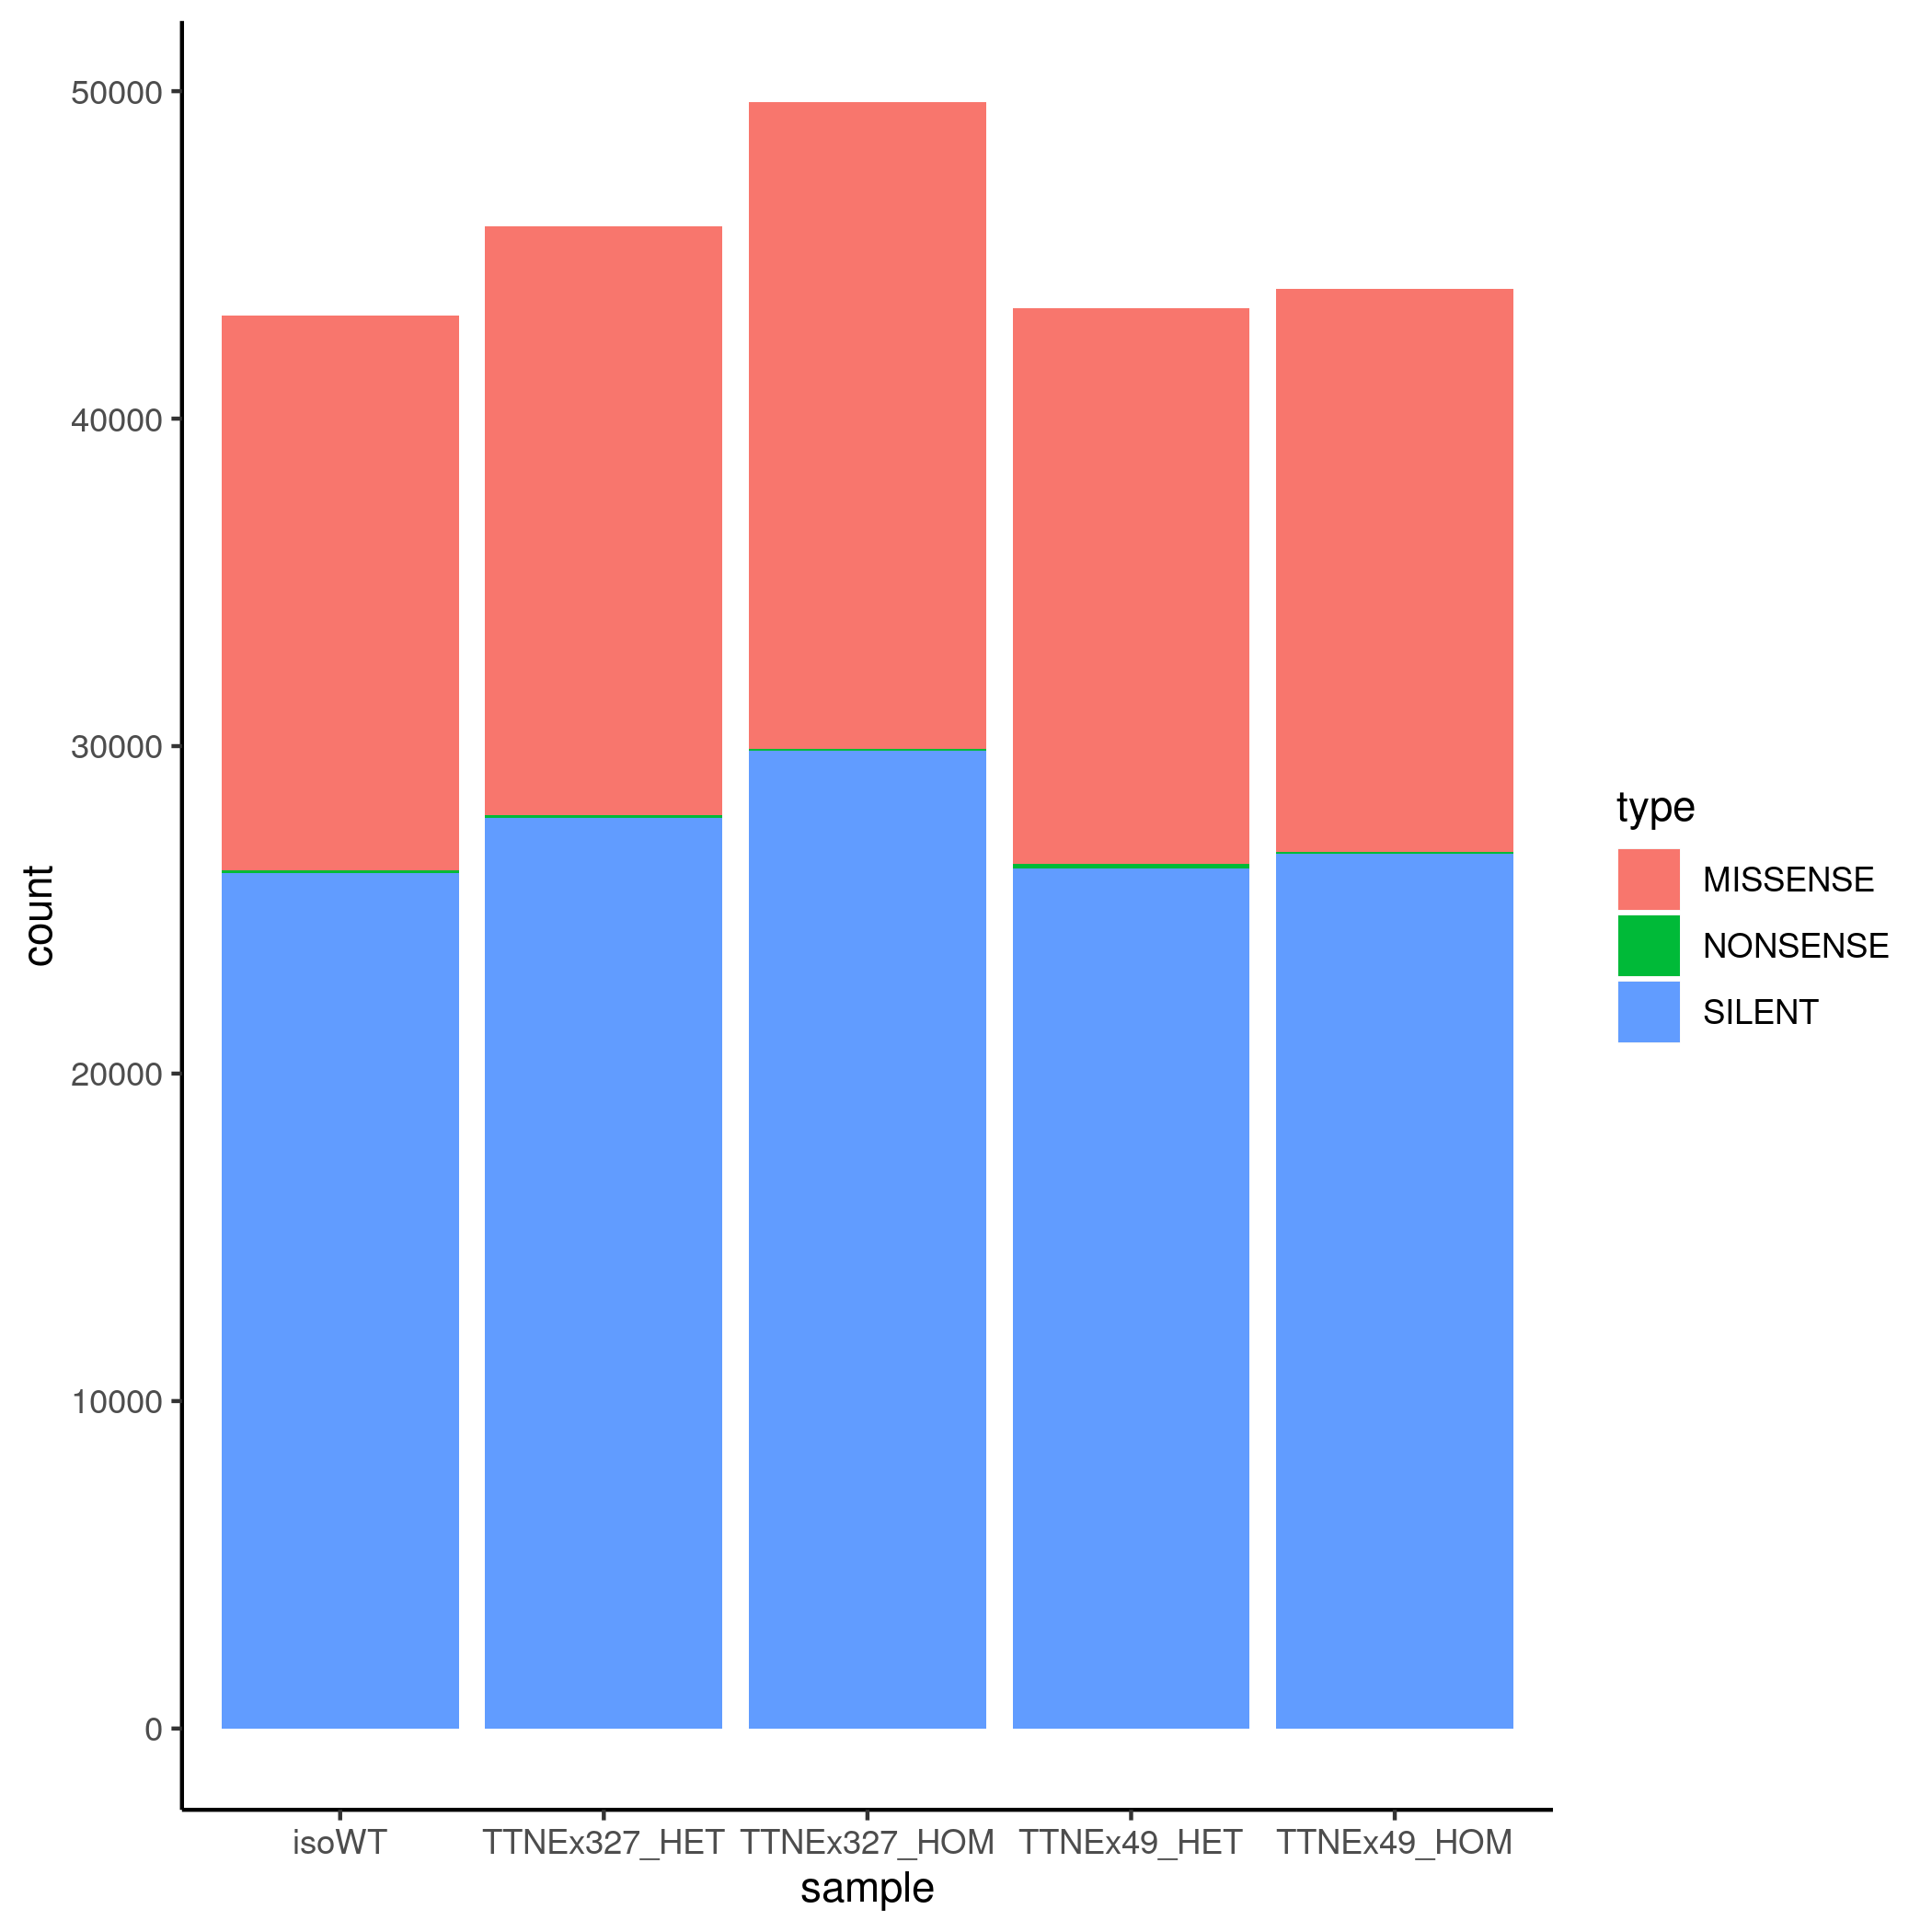 50000
40000
30000
20000
10000
0
count
isoWT TTNEx327_HET TTNEx327_HOM TTNEx49_HET TTNEx49_HOM
sample
type
MISSENSE
NONSENSE
SILENT